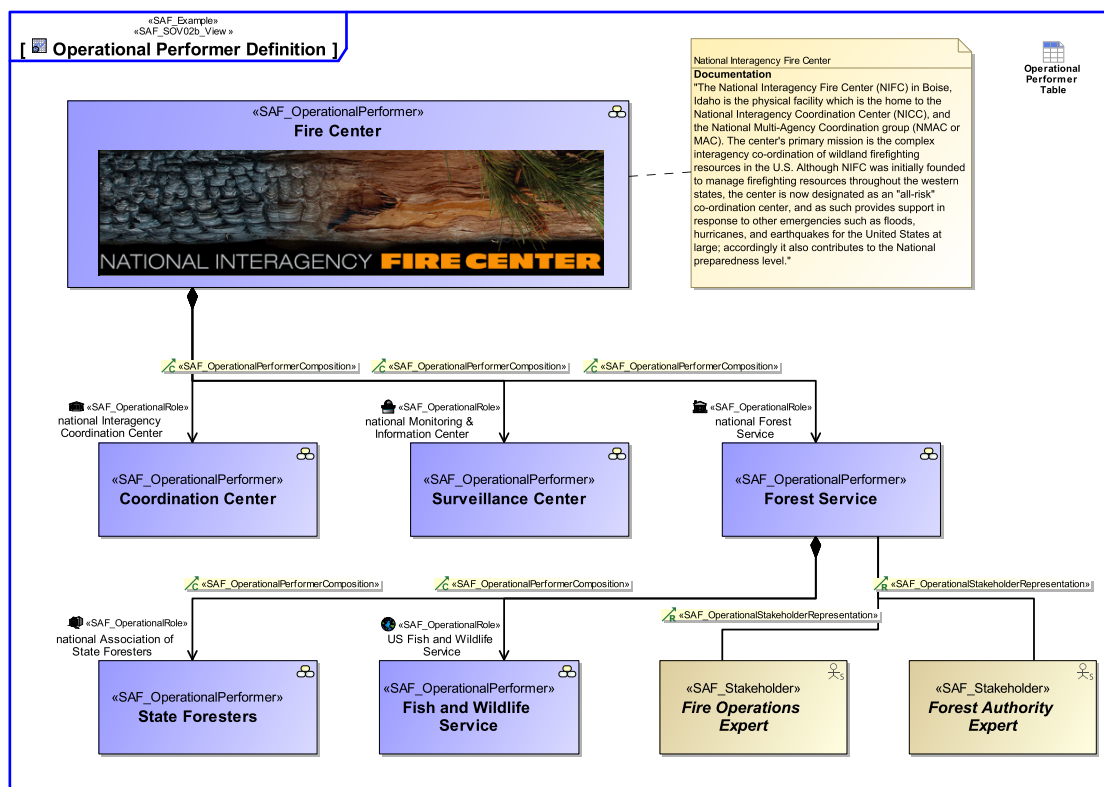 «SAF_Example»
«SAF_SOV02b_View »
[ Operational Performer Definition ]
National Interagency Fire Center
Documentation
"The National Interagency Fire Center (NIFC) in Boise,
Idaho is the physical facility which is the home to the
National Interagency Coordination Center (NICC), and
the National Multi-Agency Coordination group (NMAC or
MAC). The center's primary mission is the complex
interagency co-ordination of wildland firefighting
resources in the U.S. Although NIFC was initially founded
to manage firefighting resources throughout the western
states, the center is now designated as an "all-risk"
co-ordination center, and as such provides support in
response to other emergencies such as floods,
hurricanes, and earthquakes for the United States at
large; accordingly it also contributes to the National
preparedness level."
Operational
Performer
Table
«SAF_OperationalPerformer»
Fire Center
NATIONAL INTERAGENCY FIRE CENTER
C «SAF_OperationalPerformerComposition»
C «SAF_OperationalPerformerComposition»
C «SAF_OperationalPerformerComposition»
«SAF_OperationalRole»
national Interagency
Coordination Center
«SAF_OperationalRole»
national Monitoring &
Information Center
«SAF_OperationalRole»
national Forest
Service
«SAF_OperationalPerformer»
Coordination Center
«SAF_OperationalPerformer»
Surveillance Center
«SAF_OperationalPerformer»
Forest Service
C «SAF_OperationalPerformerComposition»
C «SAF_OperationalPerformerComposition»
R «SAF_OperationalStakeholderRepresentation»
R «SAF_OperationalStakeholderRepresentation»
«SAF_OperationalRole»
national Association of
State Foresters
«SAF_OperationalRole»
US Fish and Wildlife
Service
«SAF_OperationalPerformer»
State Foresters
«SAF_OperationalPerformer»
Fish and Wildlife
Service
S
«SAF_Stakeholder»
Fire Operations
Expert
S
«SAF_Stakeholder»
Forest Authority
Expert